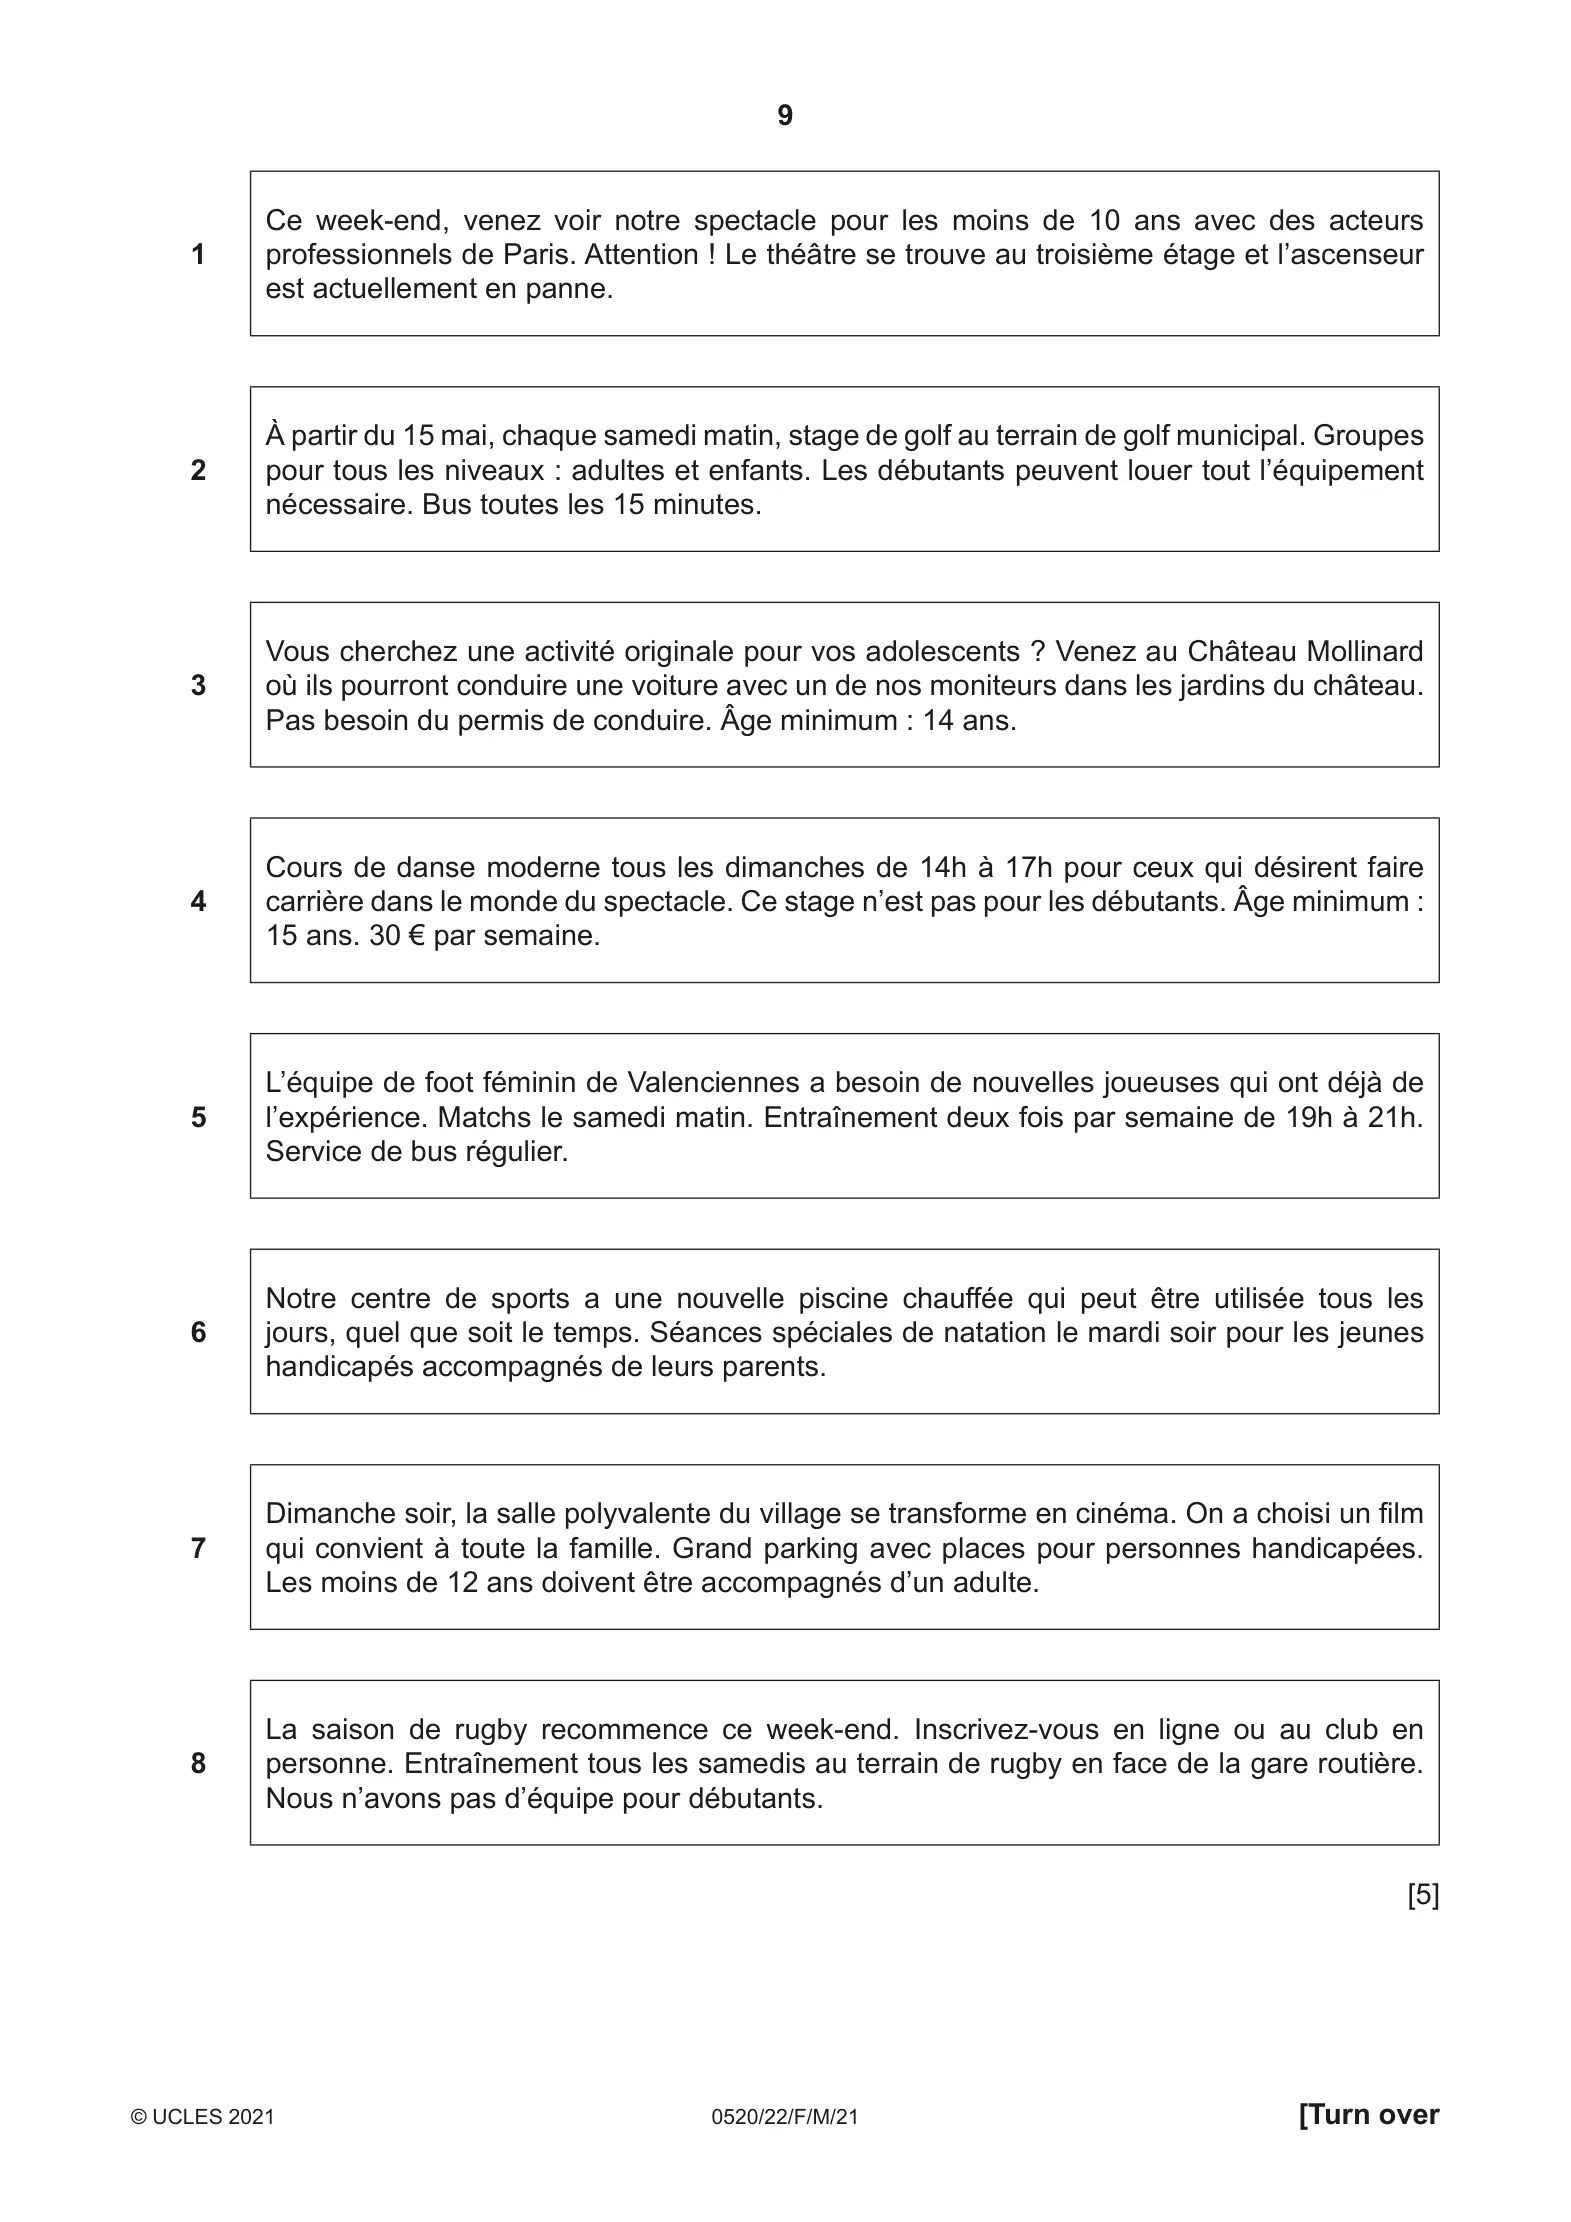 9
1
Ce week-end, venez voir notre spectacle pour les moins de 10 ans avec des acteurs
professionnels de Paris. Attention ! Le théâtre se trouve au troisième étage et l'ascenseur
est actuellement en panne.
2
À partir du 15 mai, chaque samedi matin, stage de golf au terrain de golf municipal. Groupes
pour tous les niveaux : adultes et enfants. Les débutants peuvent louer tout l'équipement
nécessaire. Bus toutes les 15 minutes.
3
Vous cherchez une activité originale pour vos adolescents ? Venez au Château Mollinard
où ils pourront conduire une voiture avec un de nos moniteurs dans les jardins du château.
Pas besoin du permis de conduire. Âge minimum : 14 ans.
4
Cours de danse moderne tous les dimanches de 14h à 17h pour ceux qui désirent faire
carrière dans le monde du spectacle. Ce stage n'est pas pour les débutants. Âge minimum :
15 ans. 30 € par semaine.
5
L'équipe de foot féminin de Valenciennes a besoin de nouvelles joueuses qui ont déjà de
l'expérience. Matchs le samedi matin. Entraînement deux fois par semaine de 19h à 21h.
Service de bus régulier.
6
Notre centre de sports a une nouvelle piscine chauffée qui peut être utilisée tous les
jours, quel que soit le temps. Séances spéciales de natation le mardi soir pour les jeunes
handicapés accompagnés de leurs parents.
7
Dimanche soir, la salle polyvalente du village se transforme en cinéma. On a choisi un film
qui convient à toute la famille. Grand parking avec places pour personnes handicapées.
Les moins de 12 ans doivent être accompagnés d'un adulte.
8
La saison de rugby recommence ce week-end. Inscrivez-vous en ligne ou au club en
personne. Entraînement tous les samedis au terrain de rugby en face de la gare routière.
Nous n'avons pas d'équipe pour débutants.
[5]
© UCLES 2021
0520/22/F/M/21
[Turn over